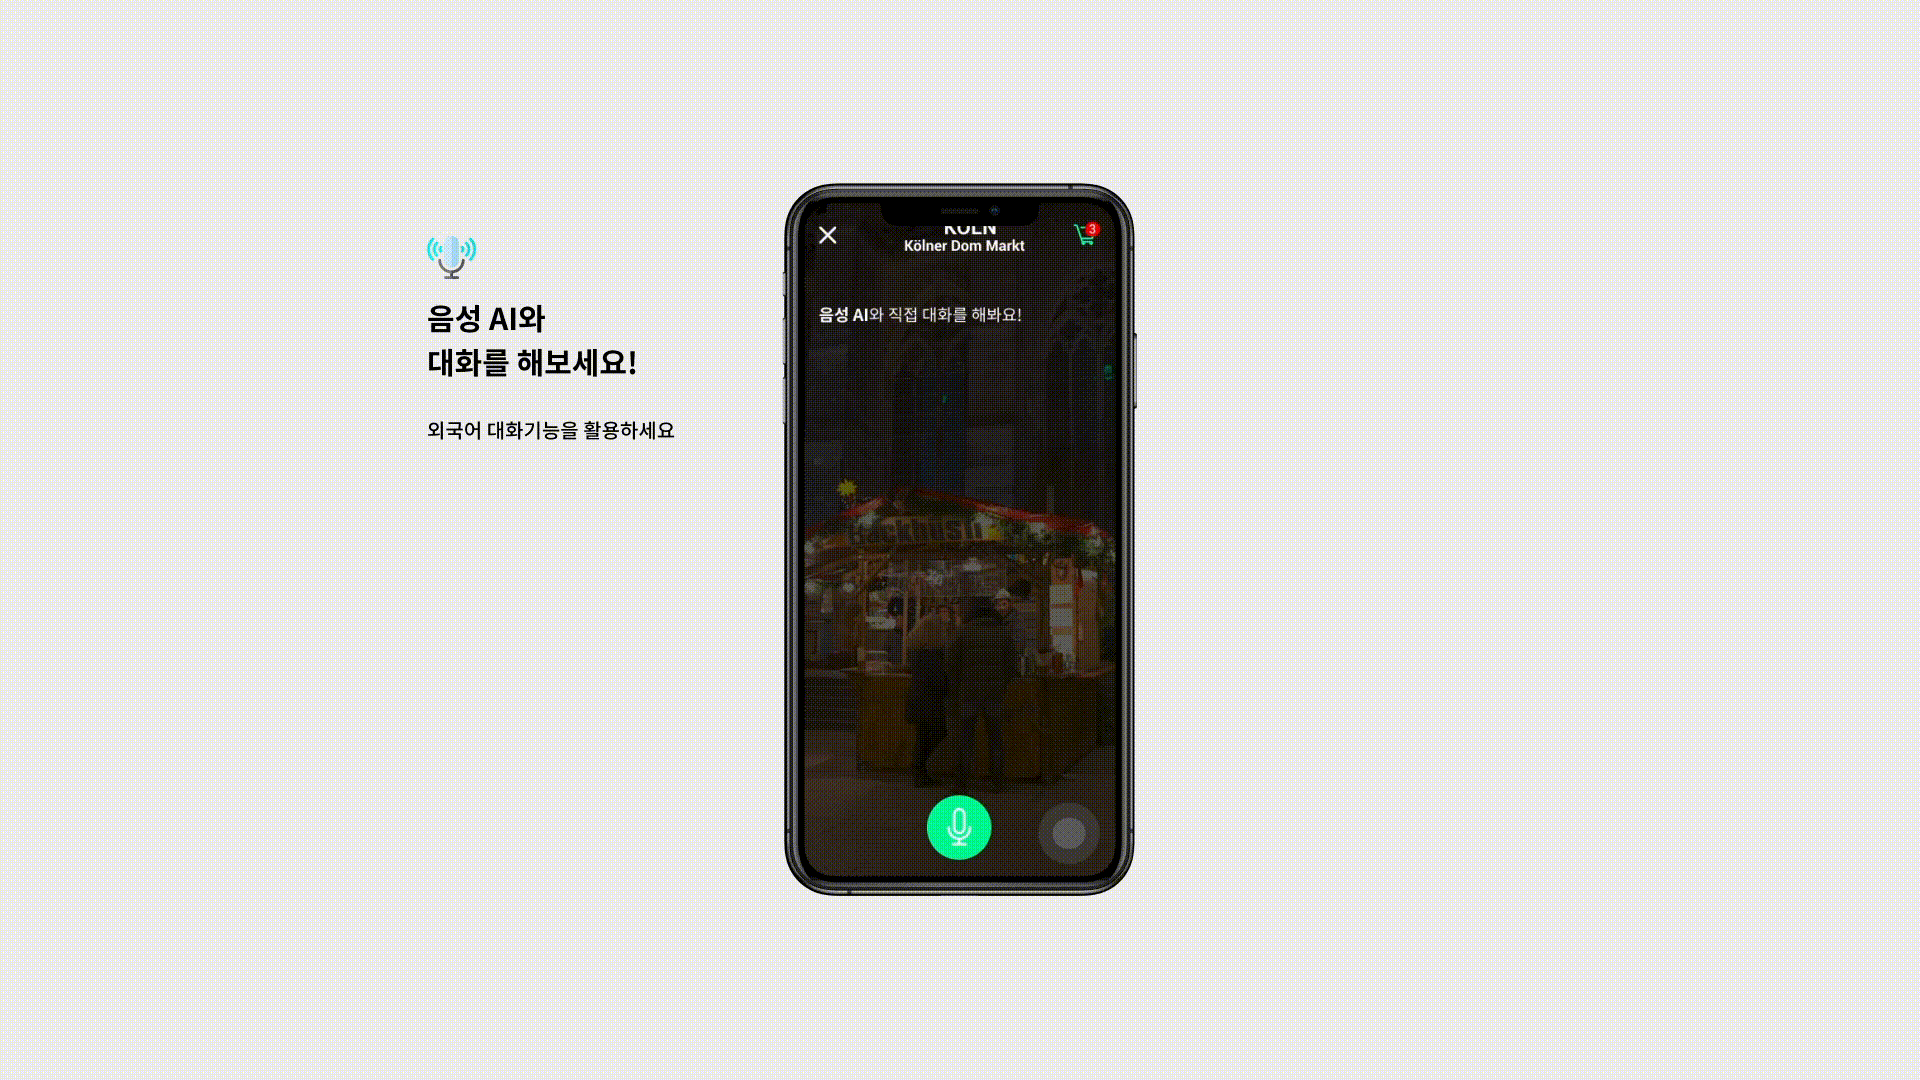 음성 AI와
대화를 해보세요!
외국어 대화기능을 활용하세요
KÖLN
3
Kölner Dom Markt
음성 AI와 직접 대화를 해봐요!